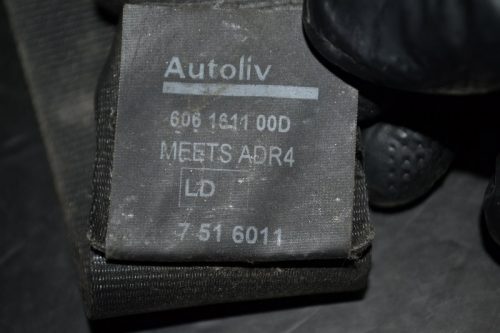 Autoliv
606 1611 00D
MEETS ADR4
LD
7 51 6011